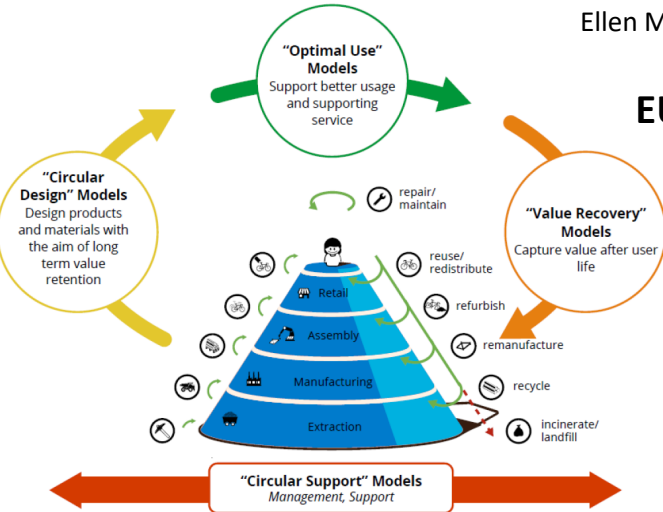 Ellen M
EU
“Optimal Use”
Models
Support better usage
and supporting
service
“Circular
Design” Models
Design products
and materials with
the aim of long
term value
retention
“Value Recovery”
Models
Capture value after user
life
repair/
maintain
reuse/
redistribute
refurbish
remanufacture
recycle
incinerate/
landfill
Retail
Assembly
Manufacturing
Extraction
“Circular Support” Models
Management, Support